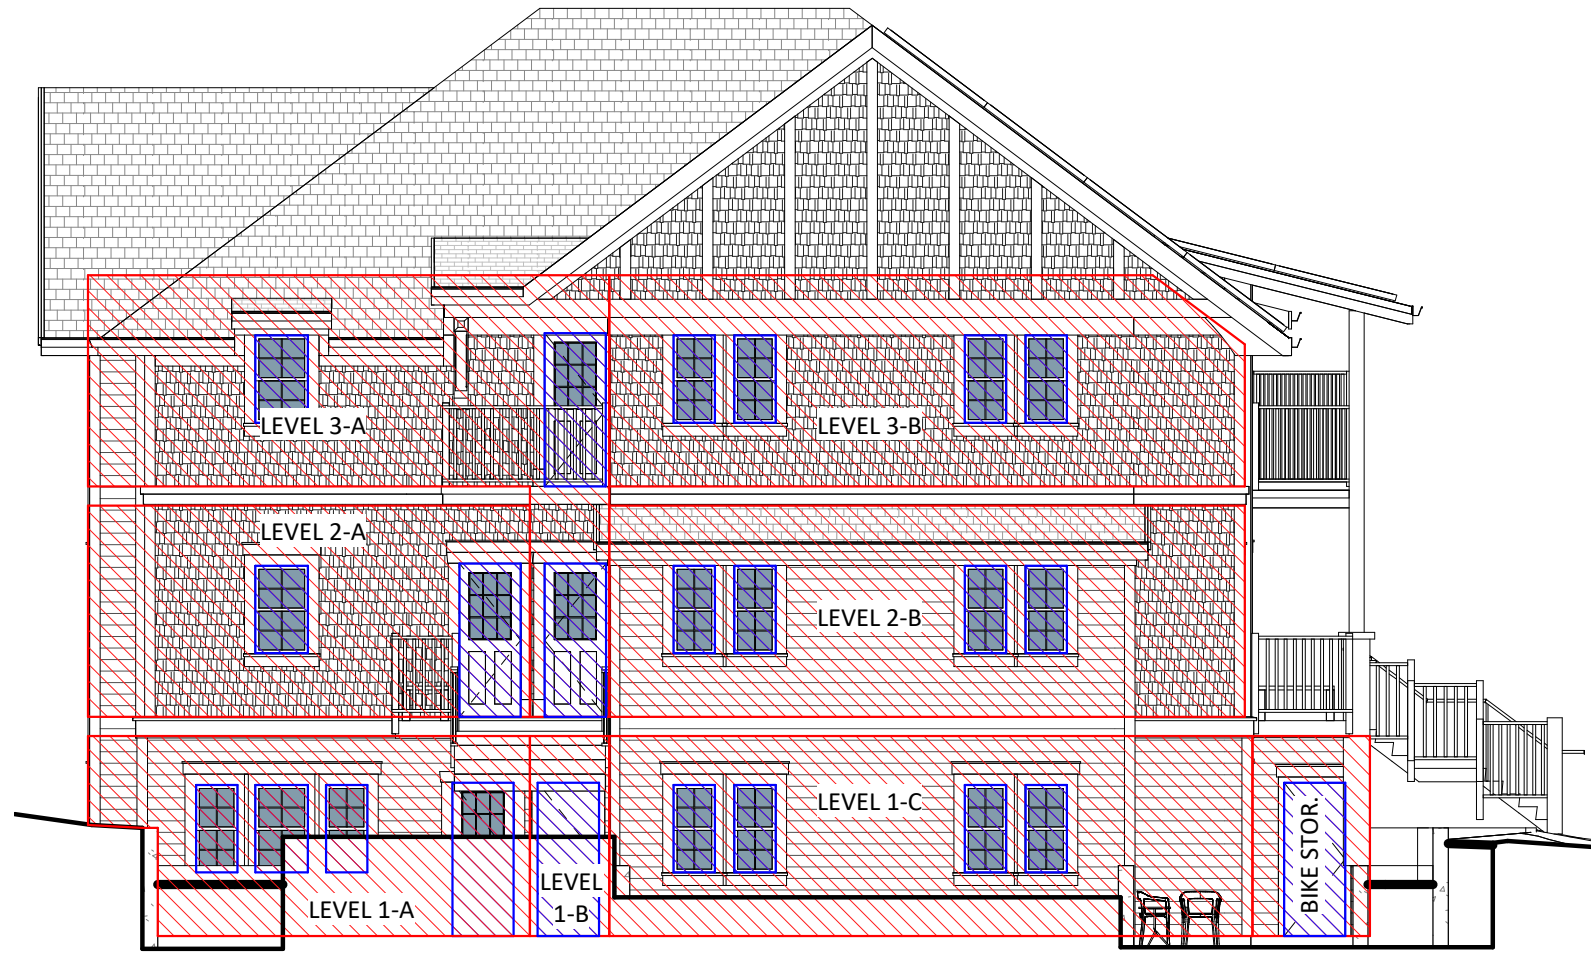 LEVEL 3-A
LEVEL 3-B
LEVEL 2-A
LEVEL 2-B
LEVEL 1-C
LEVEL 1-A
LEVEL
1-B
BIKE STOR.